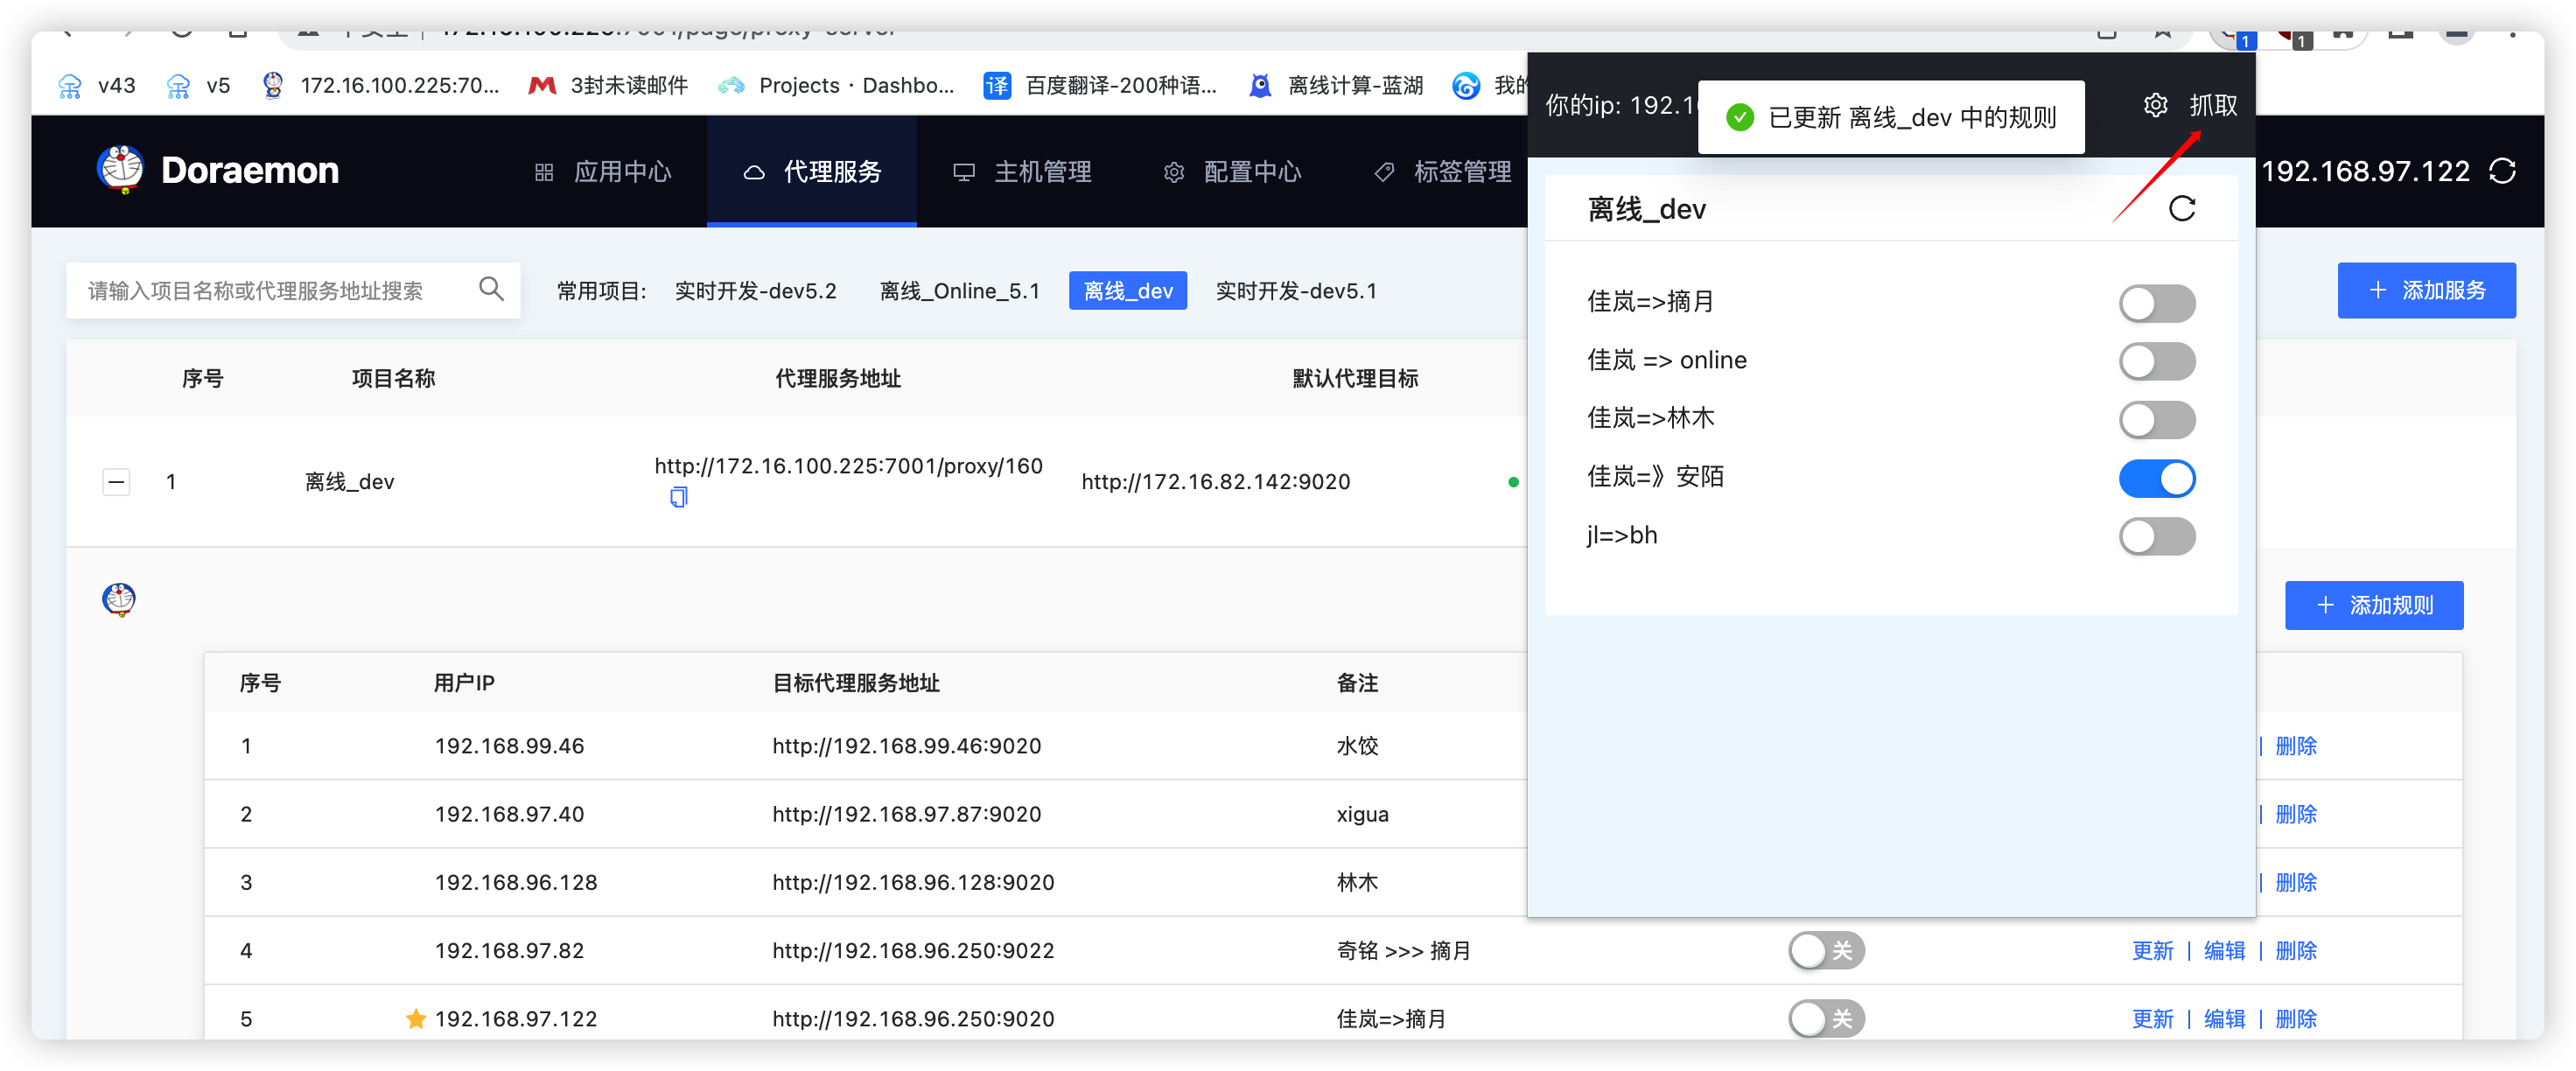 v43 v5 172.16.100.225:70... 3封未读邮件 Projects · Dashbo... 译 百度翻译-200种语... 离线计算-蓝湖 我的
1 1
你的ip: 192.1
已更新 离线_dev 中的规则
抓取
Doraemon 应用中心 代理服务 主机管理 配置中心 标签管理
192.168.97.122
离线_dev
请输入项目名称或代理服务地址搜索 常用项目: 实时开发-dev5.2 离线_Online_5.1 离线_dev 实时开发-dev5.1
添加服务
佳岚=>摘月
佳岚 => online
佳岚=>林木
佳岚=》安陌
jl=>bh
序号 项目名称 代理服务地址 默认代理目标
1 离线_dev http://172.16.100.225:7001/proxy/160 http://172.16.82.142:9020
添加规则
序号 用户IP 目标代理服务地址 备注
1 192.168.99.46 http://192.168.99.46:9020 水饺 | 删除
2 192.168.97.40 http://192.168.97.87:9020 xigua | 删除
3 192.168.96.128 http://192.168.96.128:9020 林木 | 删除
4 192.168.97.82 http://192.168.96.250:9022 奇铭 >>> 摘月 关 更新 | 编辑 | 删除
5 192.168.97.122 http://192.168.96.250:9020 佳岚=>摘月 关 更新 | 编辑 | 删除